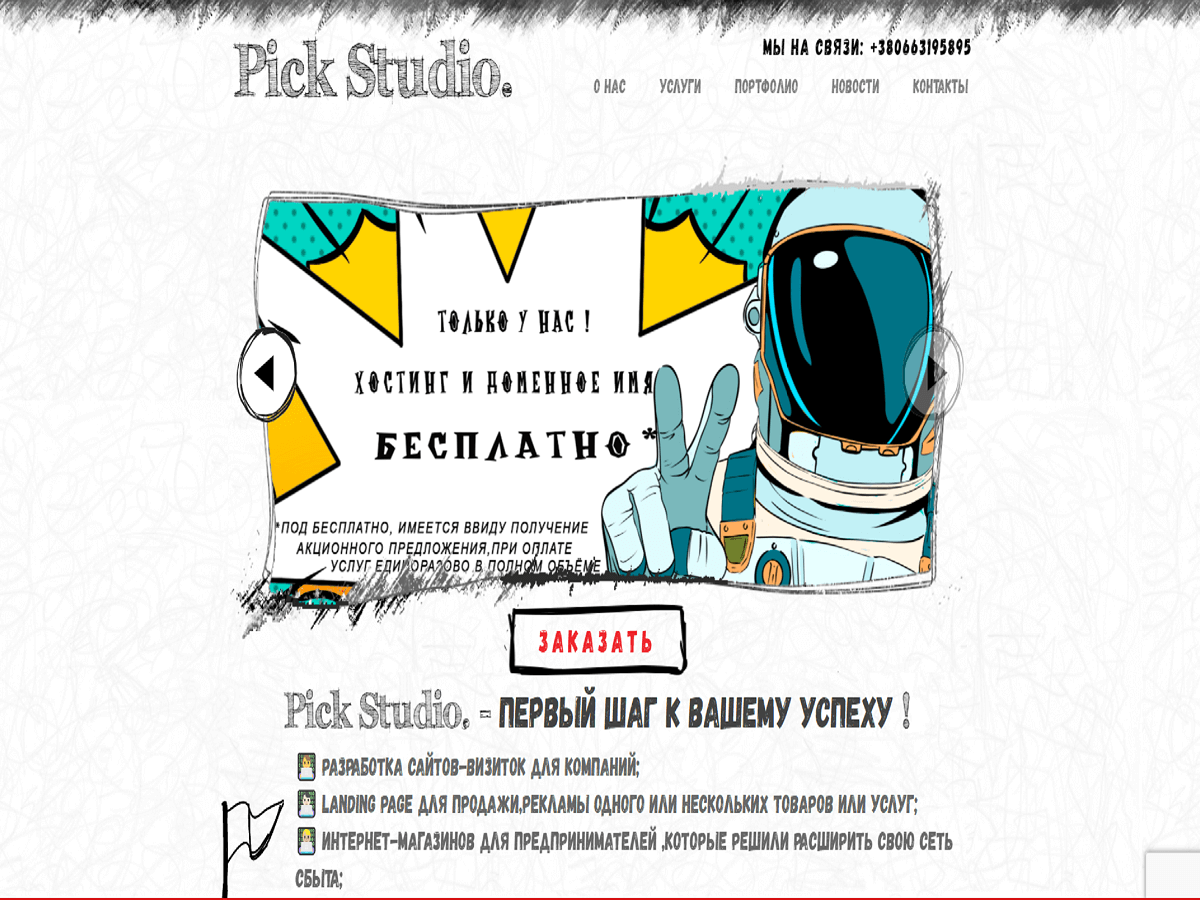 Pick Studio.
МЫ НА СВЯЗИ: +380663195895
О НАС УСЛУГИ ПОРТФОЛИО НОВОСТИ КОНТАКТЫ
ТОЛЬКО У НАС !
ХОСТИНГ И ДОМЕННОЕ ИМЯ
БЕСПЛАТНО*
*ПОД БЕСПЛАТНО, ИМЕЕТСЯ ВВИДУ ПОЛУЧЕНИЕ
АКЦИОННОГО ПРЕДЛОЖЕНИЯ,ПРИ ОПЛАТЕ
УСЛУГ ЕДИНОРАЗОВО В ПОЛНОМ ОБЪЁМЕ
ЗАКАЗАТЬ
Pick Studio. - ПЕРВЫЙ ШАГ К ВАШЕМУ УСПЕХУ !
РАЗРАБОТКА САЙТОВ-ВИЗИТОК ДЛЯ КОМПАНИЙ;
LANDING PAGE ДЛЯ ПРОДАЖИ,РЕКЛАМЫ ОДНОГО ИЛИ НЕСКОЛЬКИХ ТОВАРОВ ИЛИ УСЛУГ;
ИНТЕРНЕТ-МАГАЗИНОВ ДЛЯ ПРЕДПРИНИМАТЕЛЕЙ ,КОТОРЫЕ РЕШИЛИ РАСШИРИТЬ СВОЮ СЕТЬ
СБЫТА;